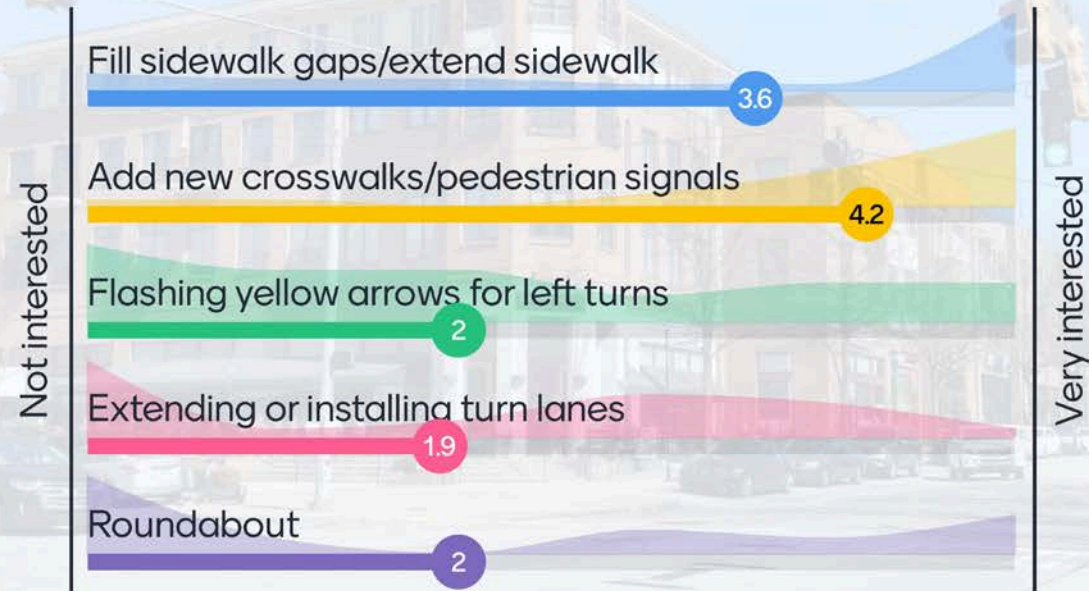 Fill sidewalk gaps/extend sidewalk
3.6
Add new crosswalks/pedestrian signals
4.2
Flashing yellow arrows for left turns
2
Extending or installing turn lanes
1.9
Roundabout
2
Not interested
Very interested